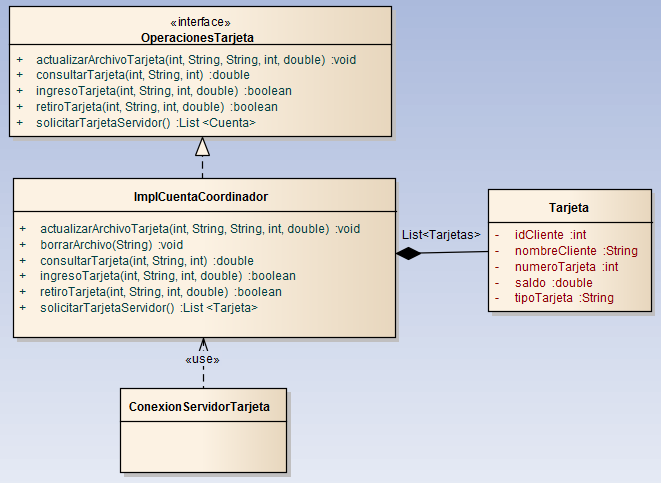 «interface»
OperacionesTarjeta
+ actualizarArchivoTarjeta(int, String, String, int, double) :void
+ consultarTarjeta(int, String, int) :double
+ ingresoTarjeta(int, String, int, double) :boolean
+ retiroTarjeta(int, String, int, double) :boolean
+ solicitarTarjetaServidor() :List <Cuenta>
ImplCuentaCoordinador
+ actualizarArchivoTarjeta(int, String, String, int, double) :void
+ borrarArchivo(String) :void
+ consultarTarjeta(int, String, int) :double
+ ingresoTarjeta(int, String, int, double) :boolean
+ retiroTarjeta(int, String, int, double) :boolean
+ solicitarTarjetaServidor() :List <Tarjeta>
List<Tarjetas>
Tarjeta
- idCliente :int
- nombreCliente :String
- numeroTarjeta :int
- saldo :double
- tipoTarjeta :String
«use»
ConexionServidorTarjeta